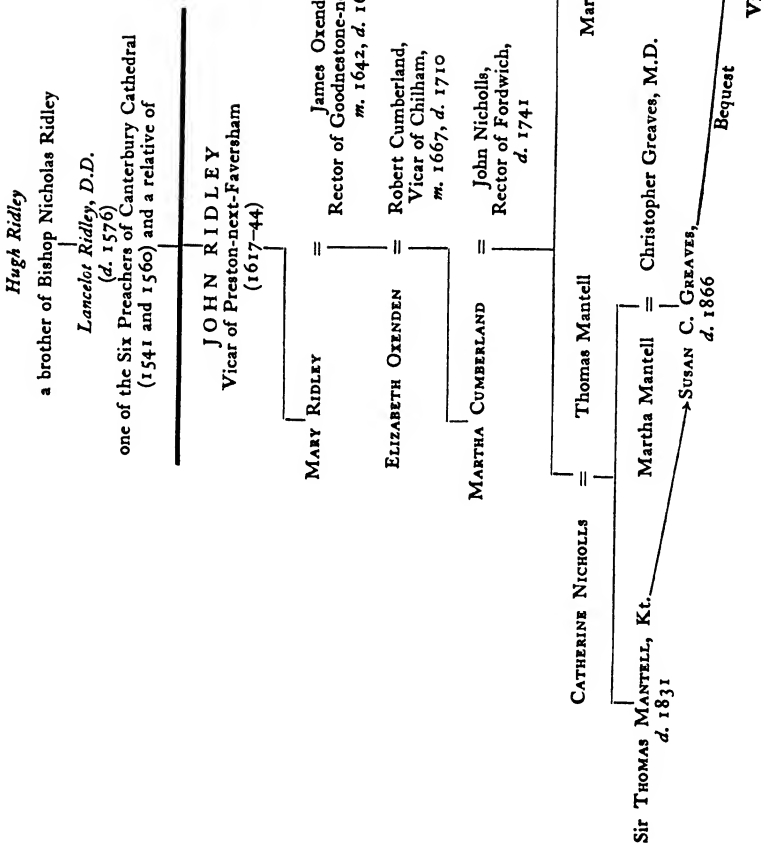 Hugh Ridley
a brother of Bishop Nicholas Ridley
Lancelot Ridley, D.D.
(d. 1576)
one of the Six Preachers of Canterbury Cathedral
(1541 and 1560) and a relative of
JOHN RIDLEY
Vicar of Preston-next-Faversham
(1617–44)
MARY RIDLEY
=
James Oxend
Rector of Goodnestone-n
m. 1642, d. 16
ELIZABETH OXENDEN
=
Robert Cumberland,
Vicar of Chilham,
m. 1667, d. 1710
MARTHA CUMBERLAND
=
John Nicholls,
Rector of Fordwich,
d. 1741
CATHERINE NICHOLLS
=
Thomas Mantell
Mar
Sir THOMAS MANTELL, Kt.
d. 1831
Martha Mantell
=
Christopher Greaves, M.D.
SUSAN C. GREAVES,
d. 1866
Bequest